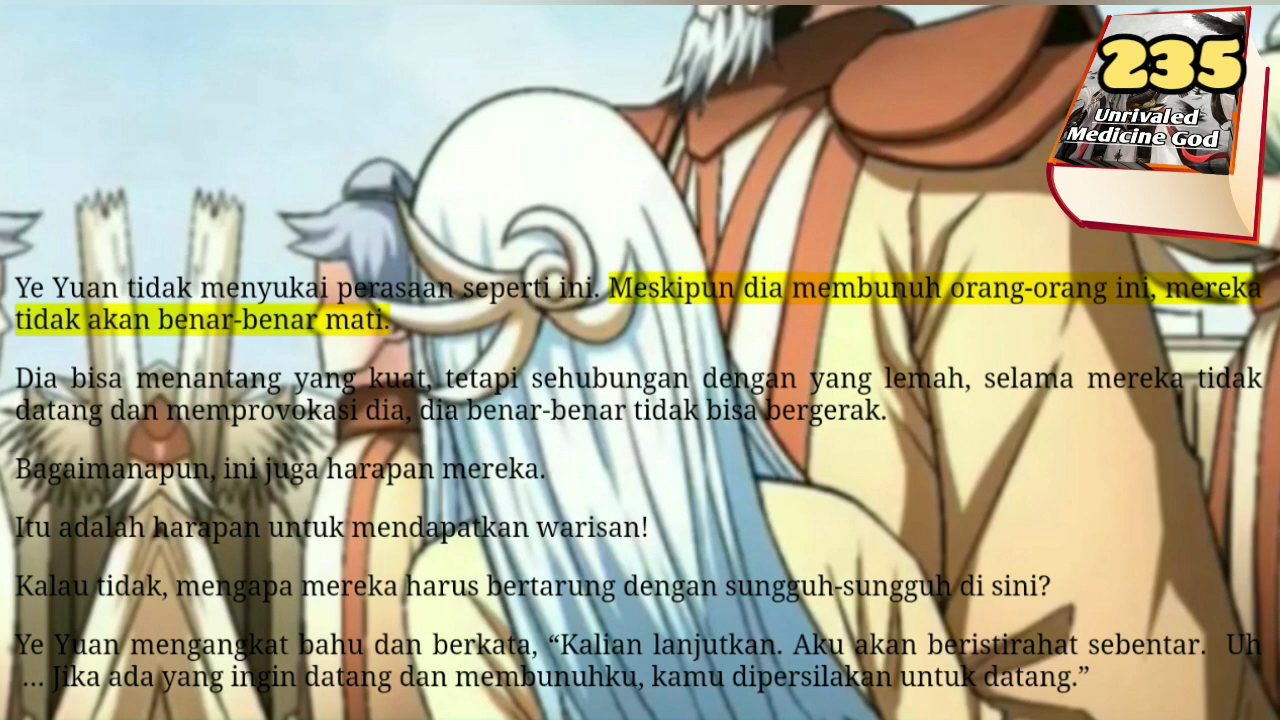 235
Unrivaled
Medicine God
Ye Yuan tidak menyukai perasaan seperti ini. Meskipun dia membunuh orang-orang ini, mereka
tidak akan benar-benar mati.
Dia bisa menantang yang kuat, tetapi sehubungan dengan yang lemah, selama mereka tidak
datang dan memprovokasi dia, dia benar-benar tidak bisa bergerak.
Bagaimanapun, ini juga harapan mereka.
Itu adalah harapan untuk mendapatkan warisan!
Kalau tidak, mengapa mereka harus bertarung dengan sungguh-sungguh di sini?
Ye Yuan mengangkat bahu dan berkata, “Kalian lanjutkan. Aku akan beristirahat sebentar. Uh
... Jika ada yang ingin datang dan membunuhku, kamu dipersilakan untuk datang.”